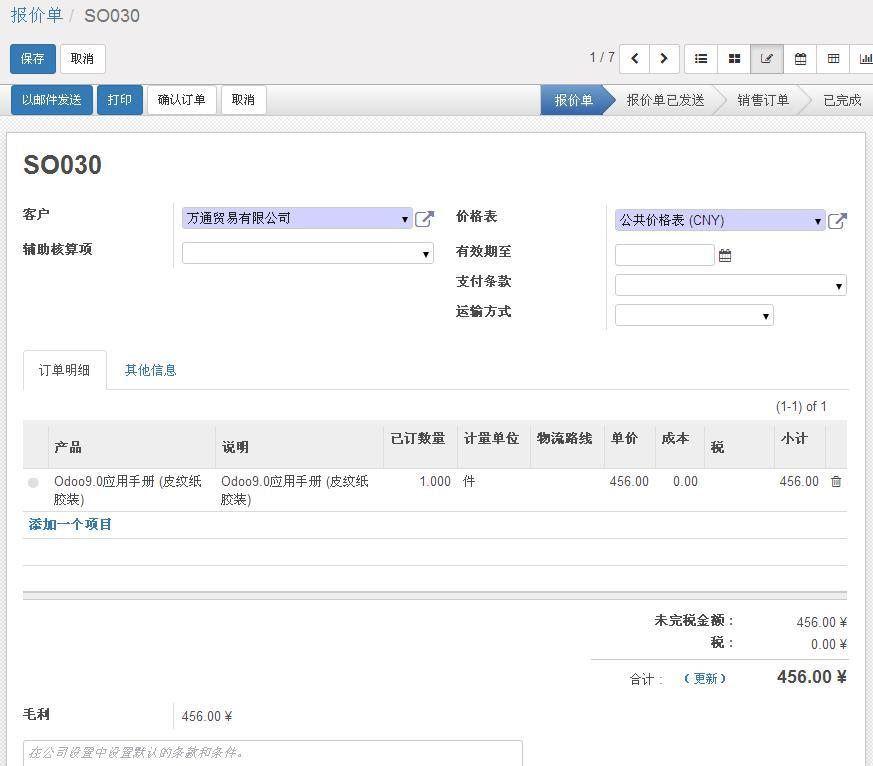 报价单 / SO030
保存 取消 1 / 7
以邮件发送 打印 确认订单 取消 报价单 报价单已发送 销售订单 已完成
SO030
客户 万通贸易有限公司 价格表 公共价格表 (CNY)
辅助核算项 有效期至
支付条款
运输方式
订单明细 其他信息
(1-1) of 1
产品 说明 已订数量 计量单位 物流路线 单价 成本 税 小计
Odoo9.0应用手册 (皮纹纸 Odoo9.0应用手册 (皮纹纸 1.000 件 456.00 0.00 456.00
胶装) 胶装)
添加一个项目
未完税金额 : 456.00 ¥
税 : 0.00 ¥
合计 : (更新) 456.00 ¥
毛利 456.00 ¥
在公司设置中设置默认的条款和条件。